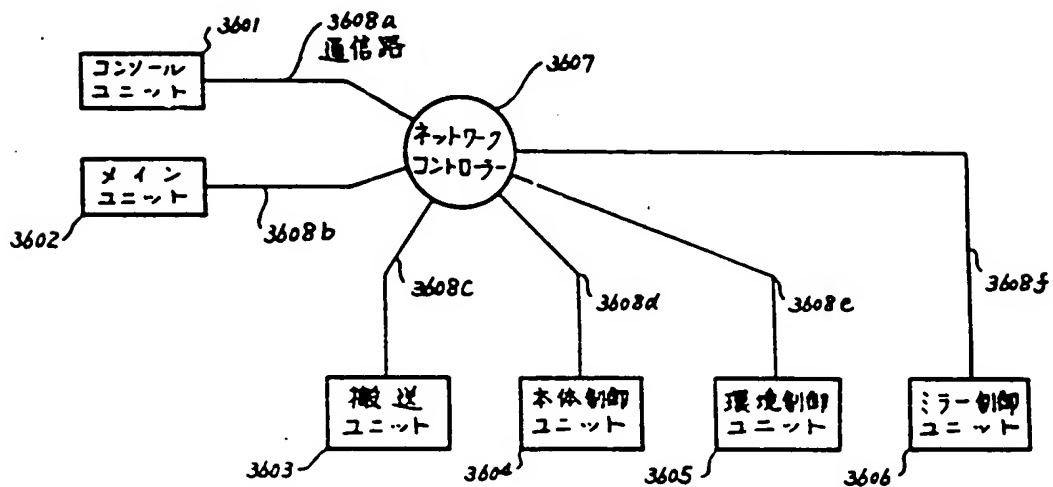 3601
コンソール
ユニット
3608a
通信路
3607
ネットワーク
コントローラー
メイン
ユニット
3602
3608b
3608c
3608d
3608e
3608f
搬送
ユニット
3603
本体制御
ユニット
3604
環境制御
ユニット
3605
ミラー制御
ユニット
3606